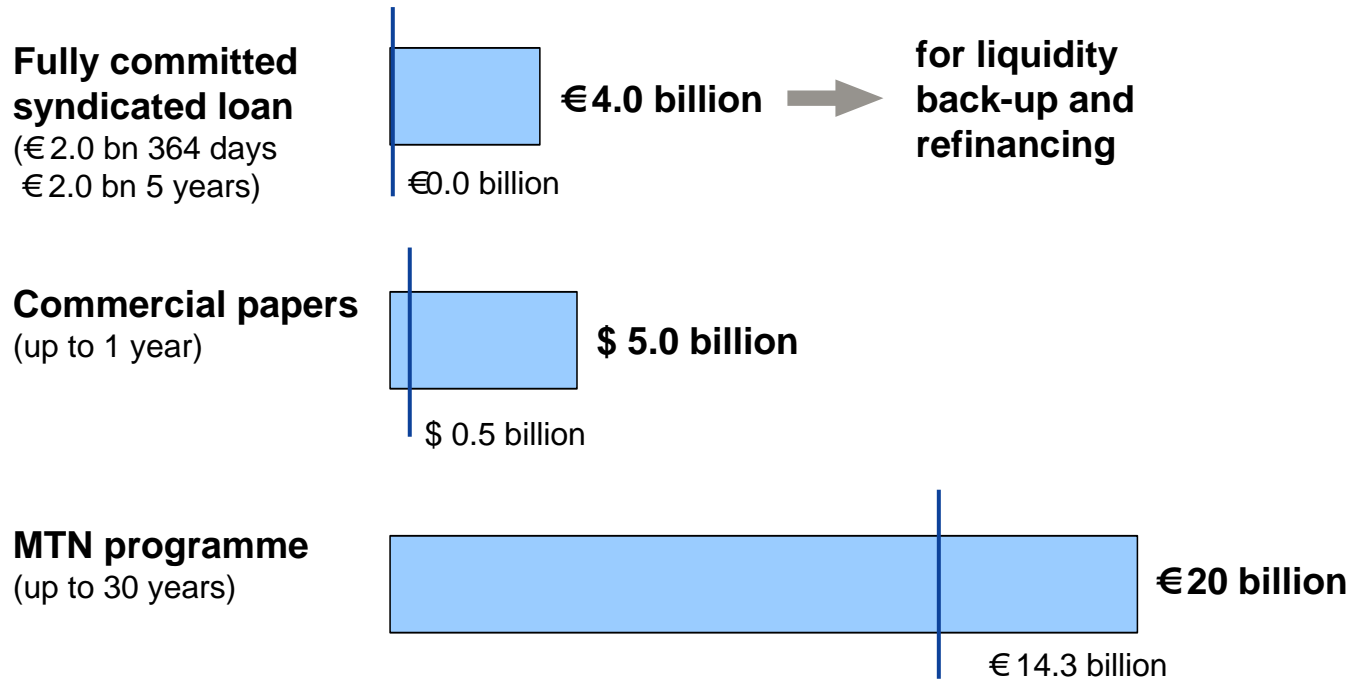 Fully committed
syndicated loan
(€2.0 bn 364 days
€2.0 bn 5 years)
€4.0 billion
for liquidity
back-up and
refinancing
€0.0 billion
Commercial papers
(up to 1 year)
$ 5.0 billion
$ 0.5 billion
MTN programme
(up to 30 years)
€20 billion
€14.3 billion